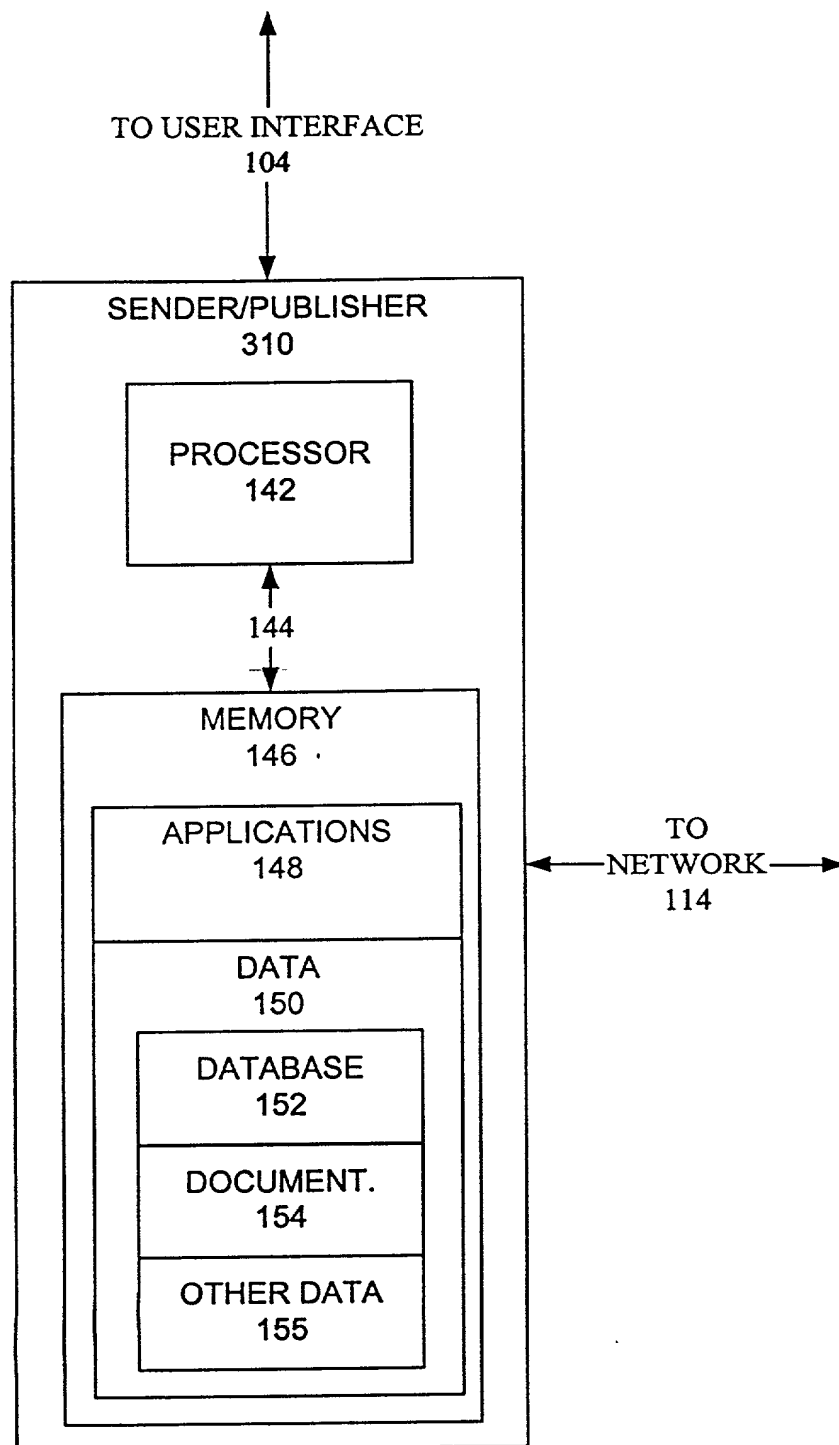 TO USER INTERFACE
104
SENDER/PUBLISHER
310
PROCESSOR
142
144
MEMORY
146
APPLICATIONS
148
TO
NETWORK
114
DATA
150
DATABASE
152
DOCUMENT.
154
OTHER DATA
155